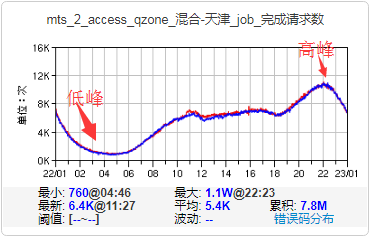 mts_2_access_qzone_混合-天津_job_完成请求数
高峰
16K
12K
低峰
单位：次
8K
4K
0K
22/01 02 04 06 08 10 12 14 16 18 20 22 23/01
最小: 760@04:46 最大: 1.1W@22:23
最新: 6.4K@11:27 平均: 5.4K 累积: 7.8M
阈值: [--~--] 波动: -- 错误码分布